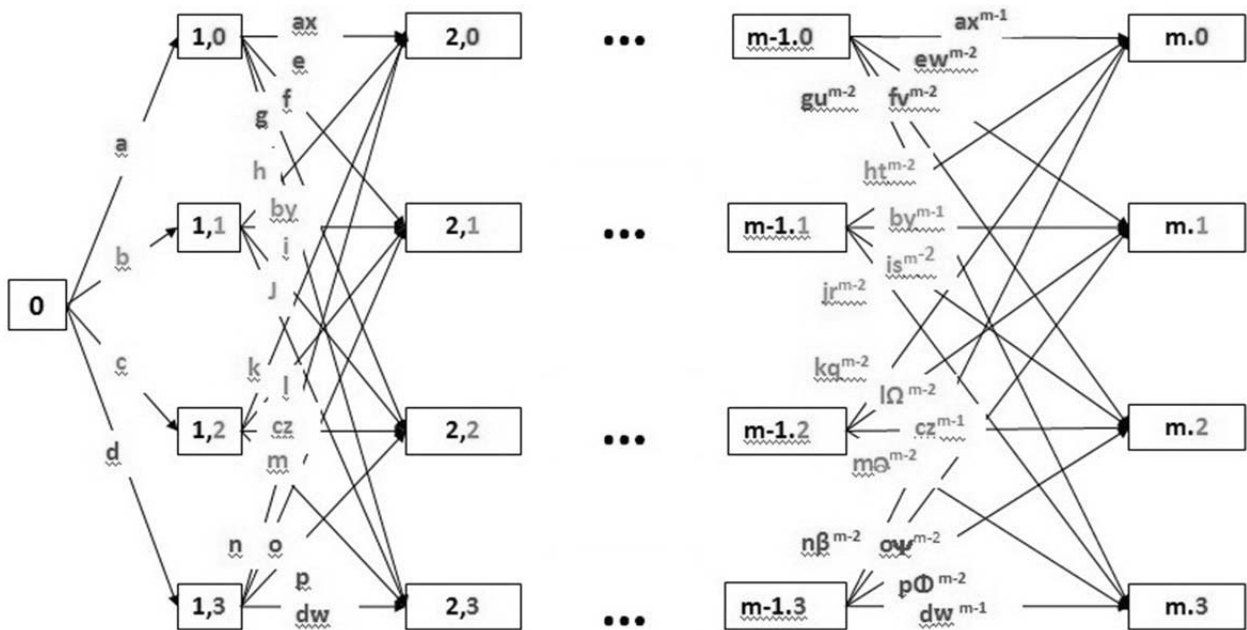 1,0 ax 2,0 ... m-1.0 ax^m-1 m.0
e ew^m-2
f gu^m-2 fv^m-2
g
a
h ht^m-2
1,1 by 2,1 ... m-1.1 by^m-1 m.1
b i is^m-2
J jr^m-2
0
c k kq^m-2
l lΩ^m-2
1,2 cz 2,2 ... m-1.2 cz^m-1 m.2
d m
n o nβ^m-2 oΨ^m-2
p pΦ^m-2
1,3 dw 2,3 ... m-1.3 dw^m-1 m.3